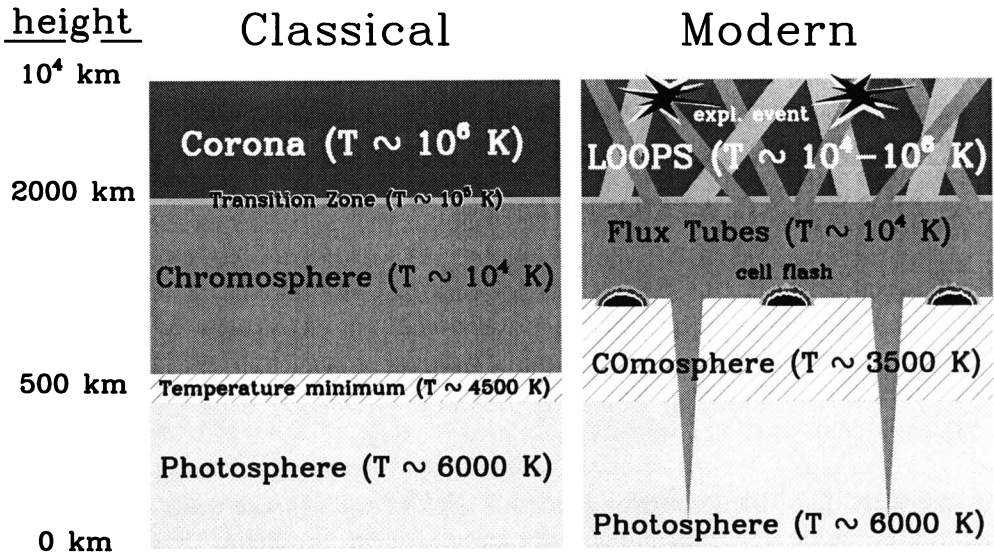 height
Classical
Modern
10⁴ km
2000 km
500 km
0 km
Corona (T ~ 10⁶ K)
Transition Zone (T ~ 10⁵ K)
Chromosphere (T ~ 10⁴ K)
Temperature minimum (T ~ 4500 K)
Photosphere (T ~ 6000 K)
expl. event
LOOPS (T ~ 10⁴–10⁶ K)
Flux Tubes (T ~ 10⁴ K)
cell flash
COmosphere (T ~ 3500 K)
Photosphere (T ~ 6000 K)